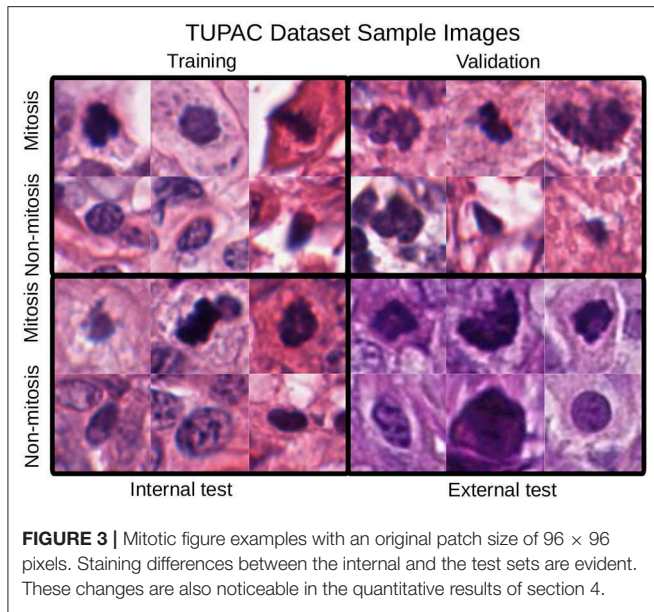 TUPAC Dataset Sample Images
Training
Validation
Mitosis
Non-mitosis
Mitosis
Non-mitosis
Internal test
External test
FIGURE 3 | Mitotic figure examples with an original patch size of 96 × 96
pixels. Staining differences between the internal and the test sets are evident.
These changes are also noticeable in the quantitative results of section 4.